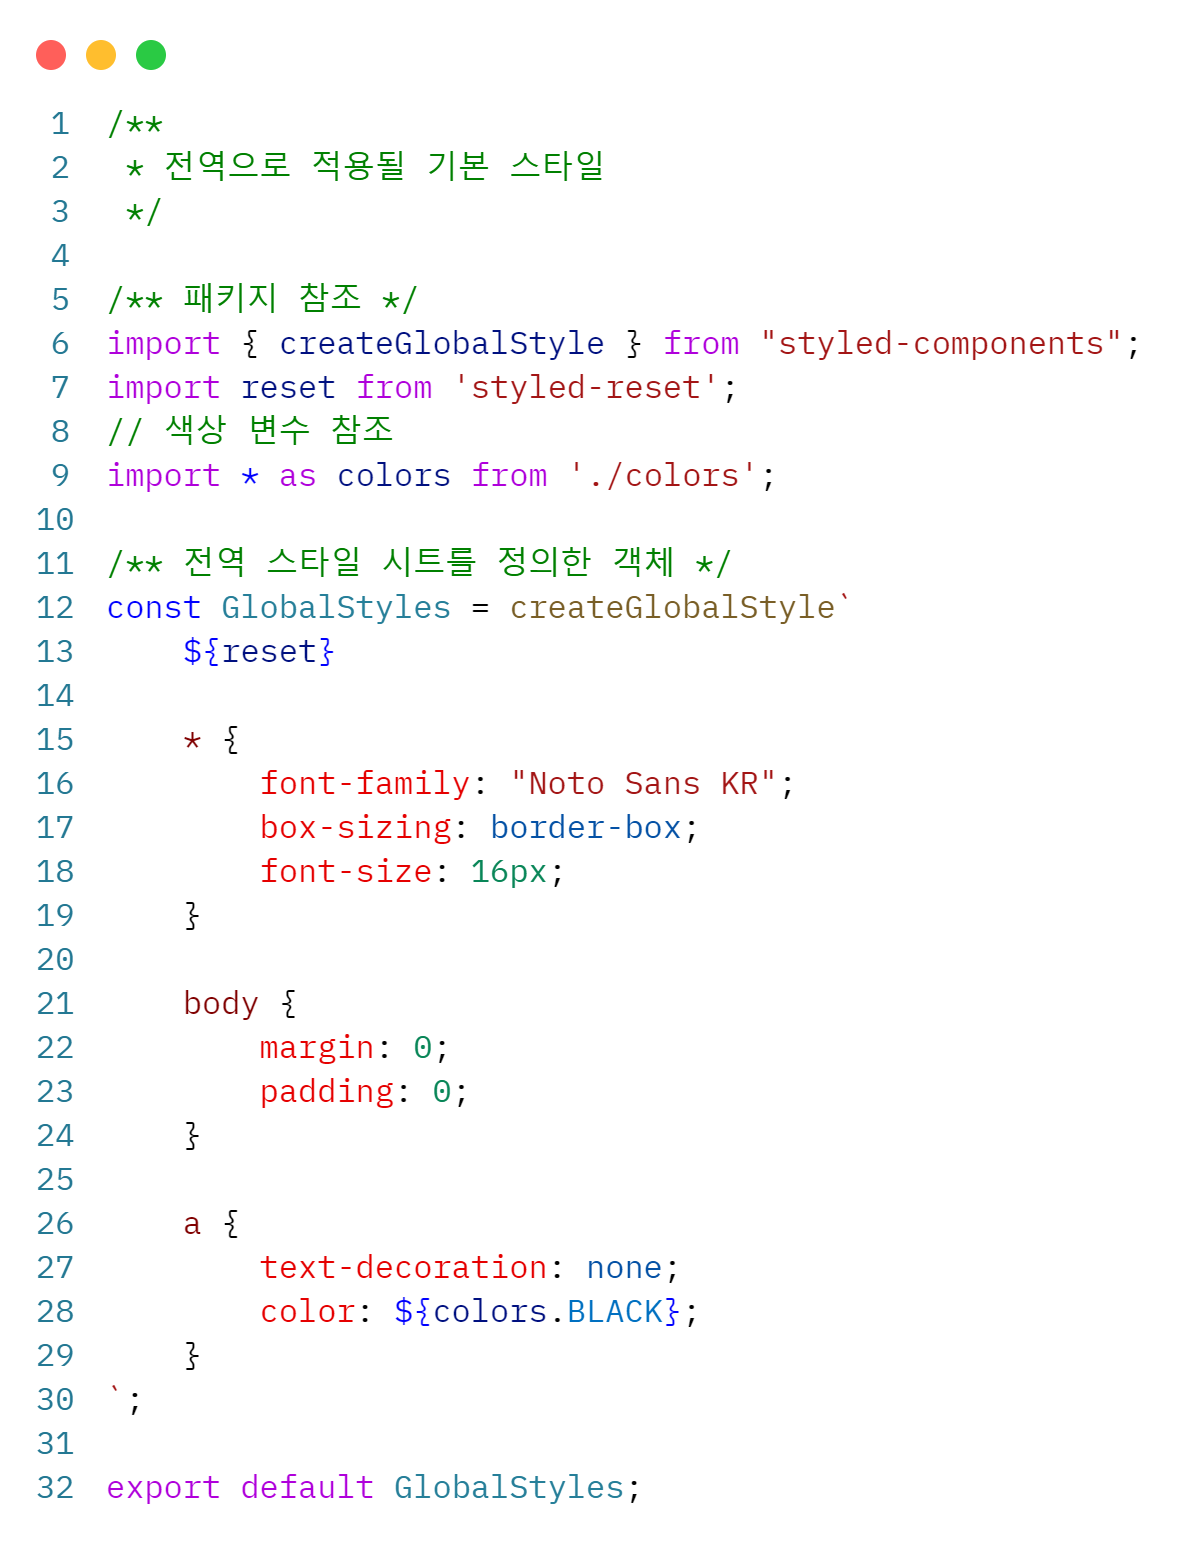 1 /**
2  * 전역으로 적용될 기본 스타일
3  */
4
5 /** 패키지 참조 */
6 import { createGlobalStyle } from "styled-components";
7 import reset from 'styled-reset';
8 // 색상 변수 참조
9 import * as colors from './colors';
10
11 /** 전역 스타일 시트를 정의한 객체 */
12 const GlobalStyles = createGlobalStyle`
13     ${reset}
14
15     * {
16         font-family: "Noto Sans KR";
17         box-sizing: border-box;
18         font-size: 16px;
19     }
20
21     body {
22         margin: 0;
23         padding: 0;
24     }
25
26     a {
27         text-decoration: none;
28         color: ${colors.BLACK};
29     }
30 `;
31
32 export default GlobalStyles;